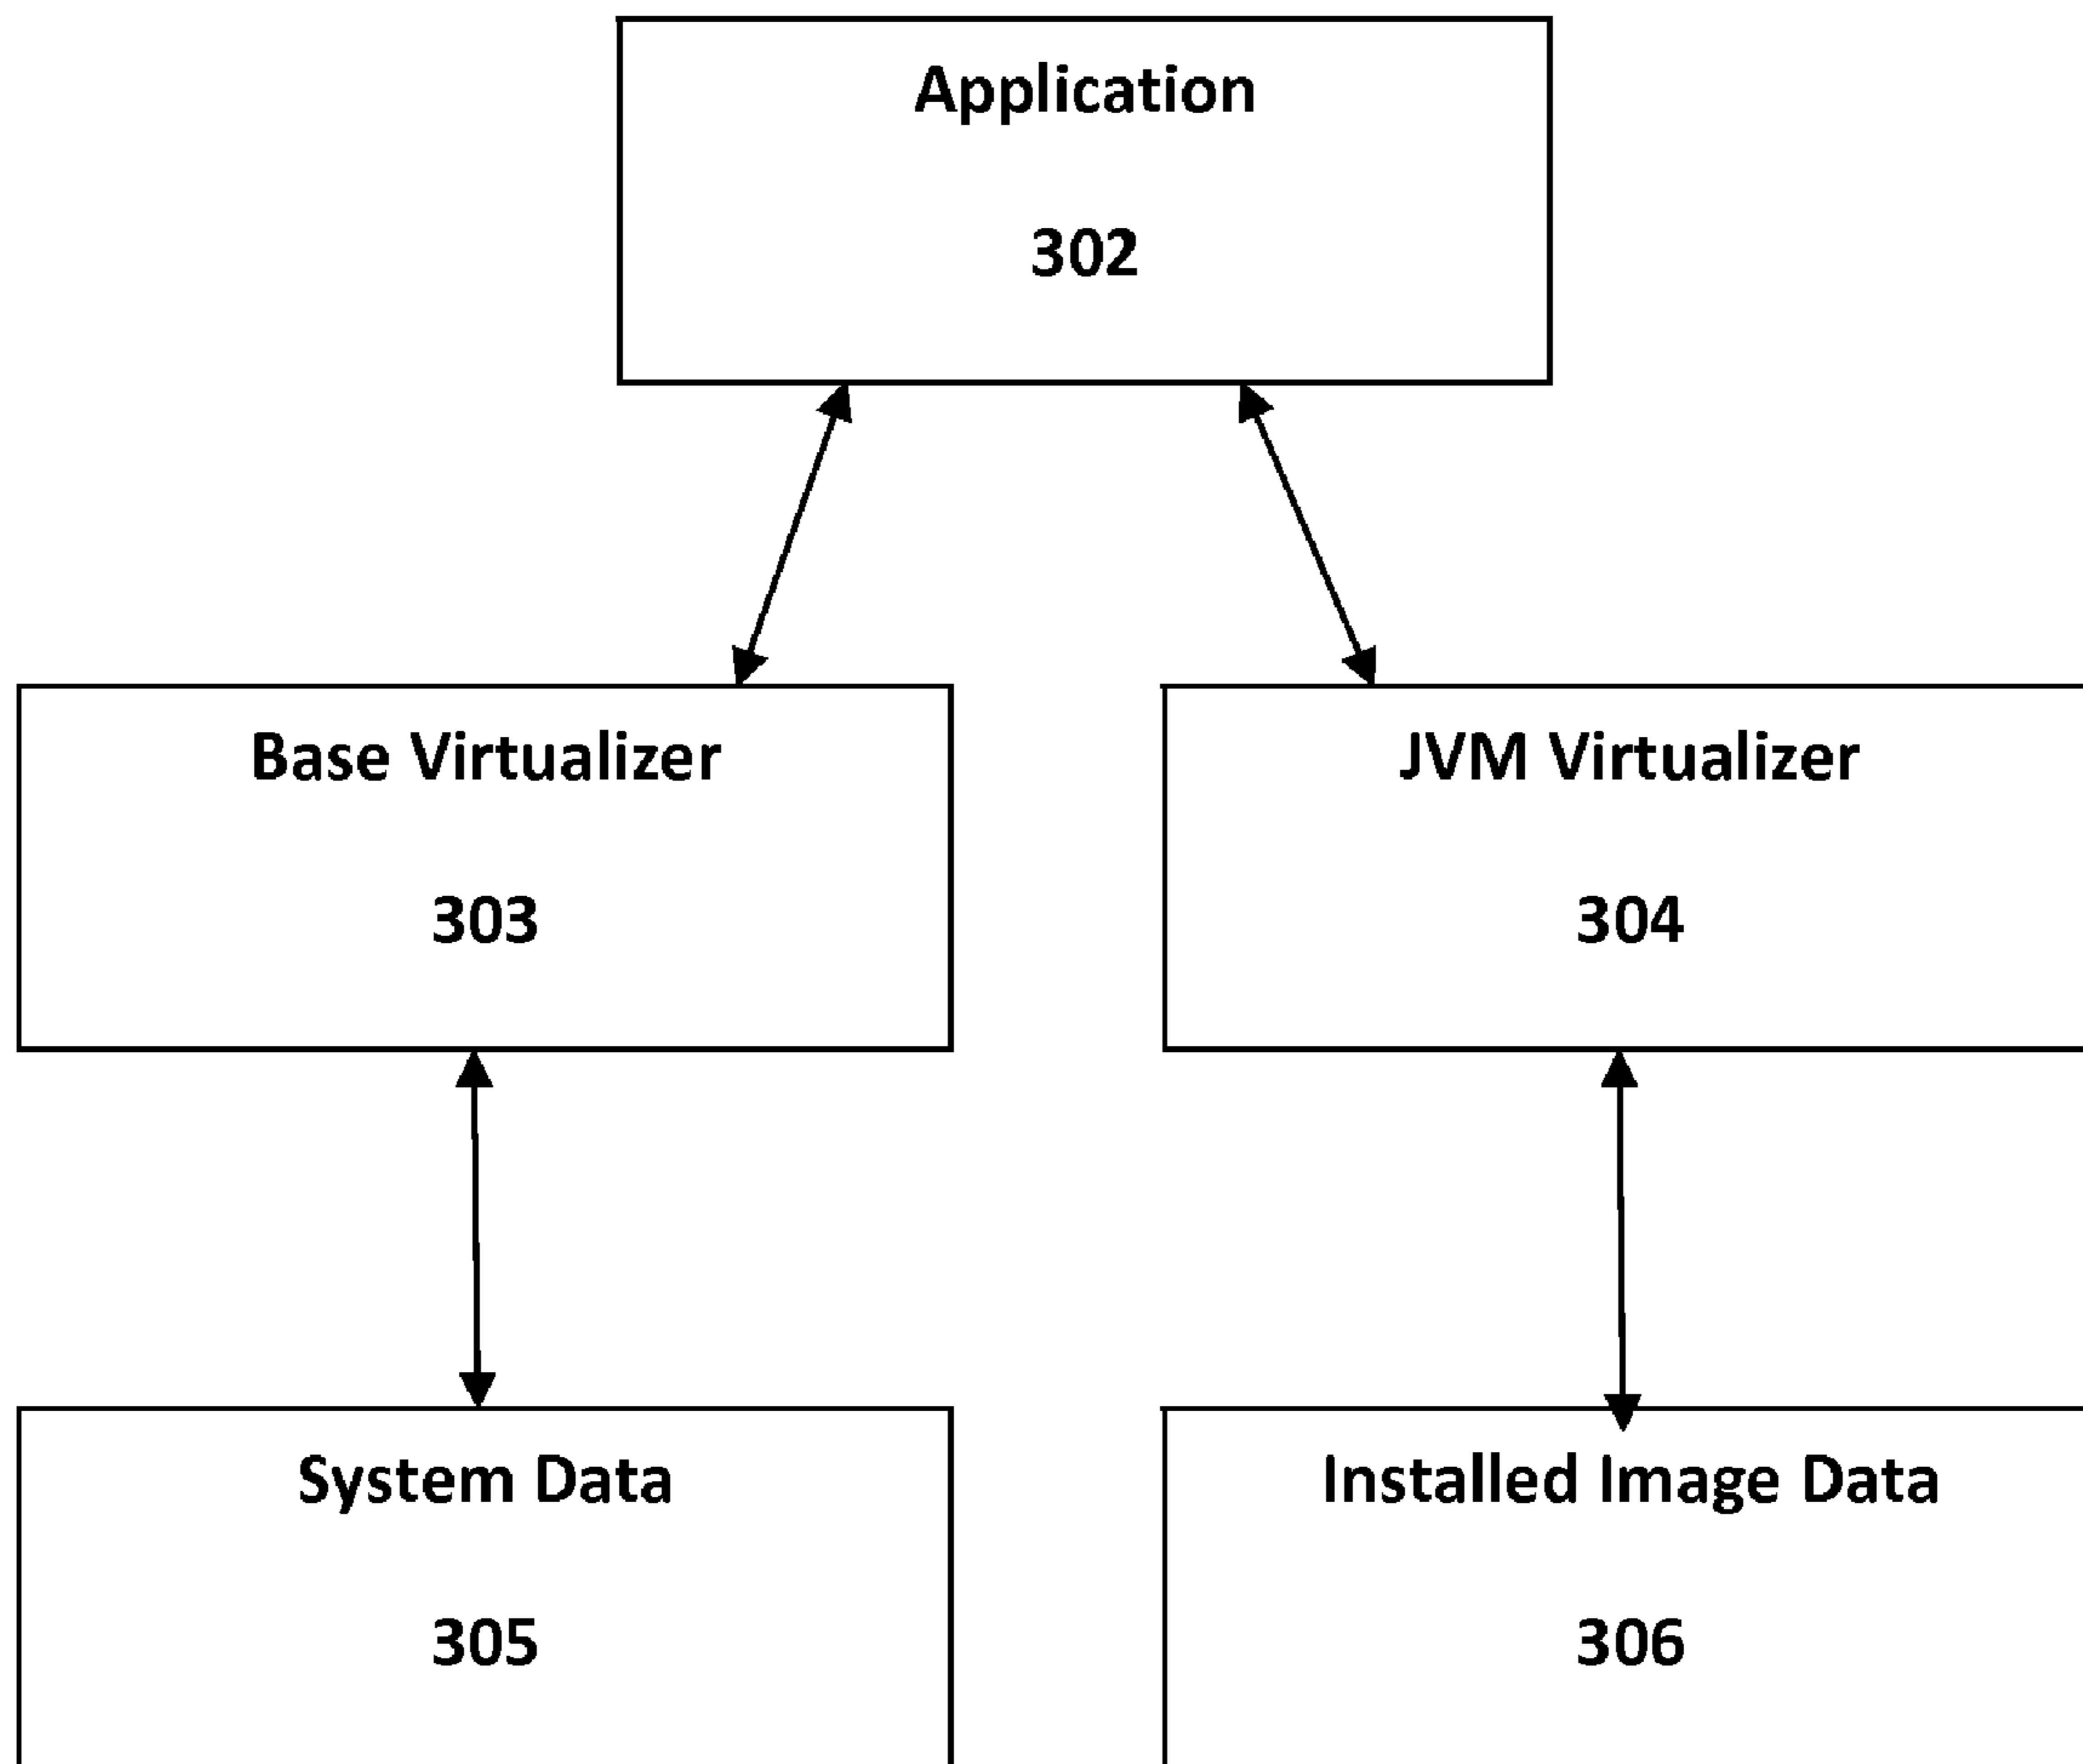 Application
302
Base Virtualizer
303
JVM Virtualizer
304
System Data
305
Installed Image Data
306